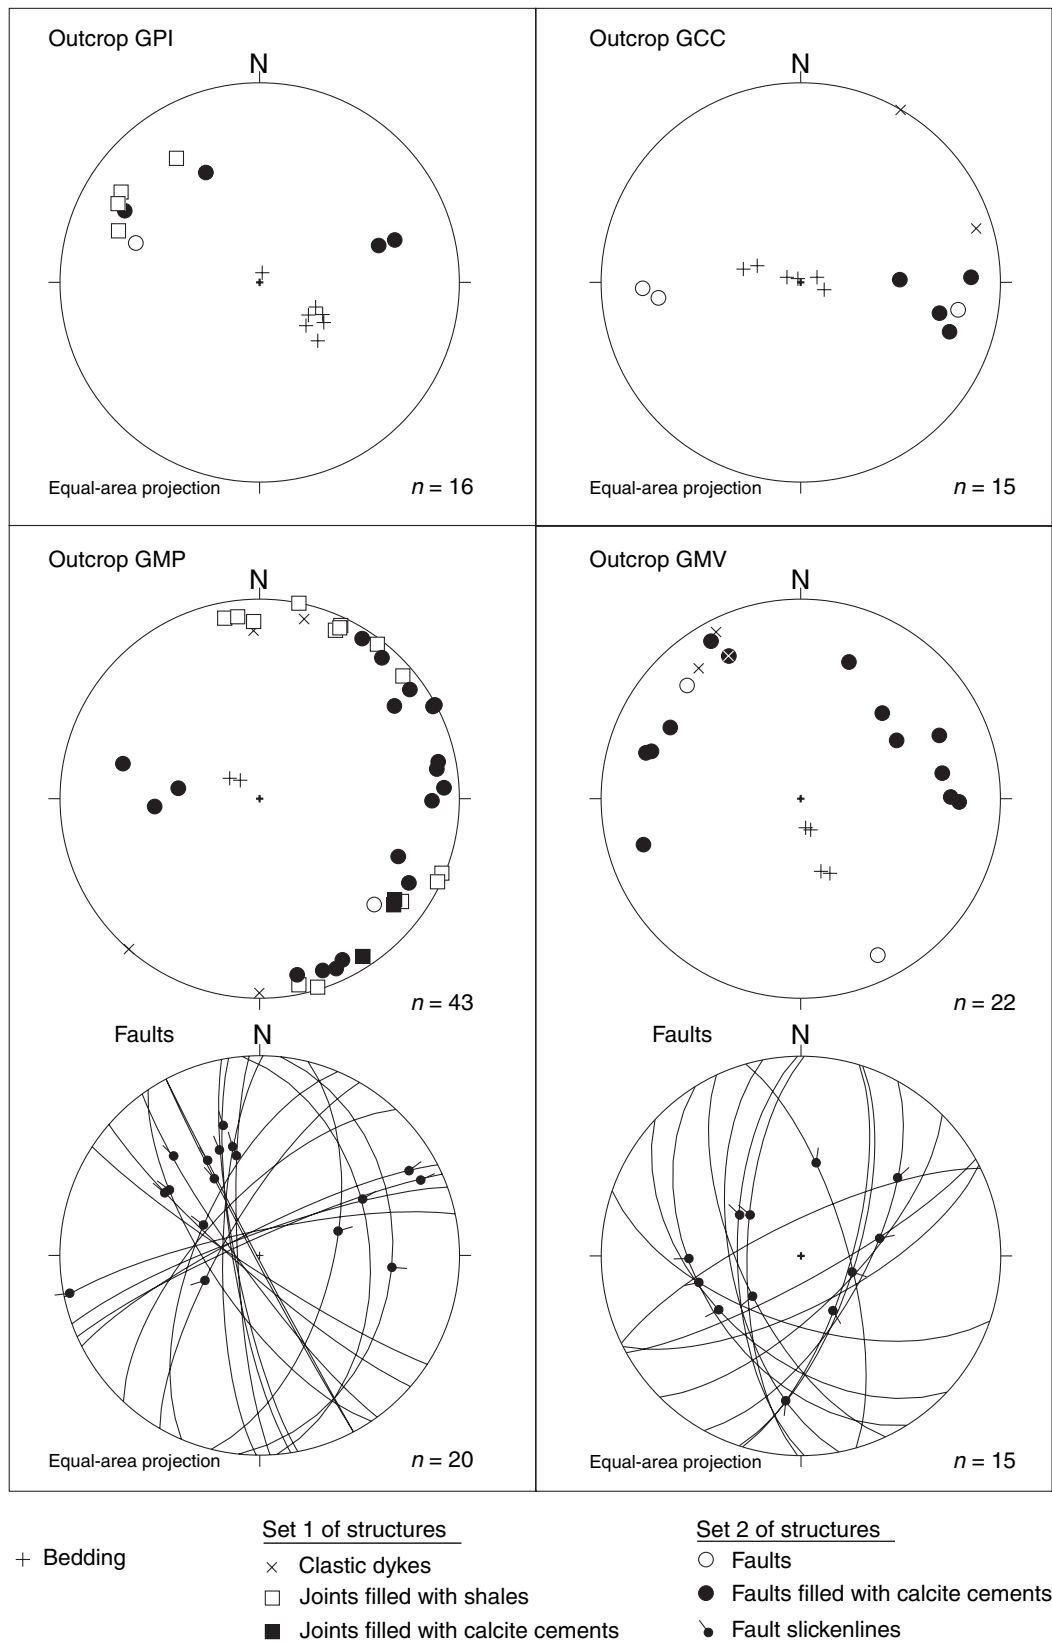 Outcrop GPI
N
Equal-area projection
n = 16
Outcrop GCC
N
Equal-area projection
n = 15
Outcrop GMP
N
n = 43
Faults
N
Equal-area projection
n = 20
Outcrop GMV
N
n = 22
Faults
N
Equal-area projection
n = 15
Bedding
Set 1 of structures
Clastic dykes
Joints filled with shales
Joints filled with calcite cements
Set 2 of structures
Faults
Faults filled with calcite cements
Fault slickenlines